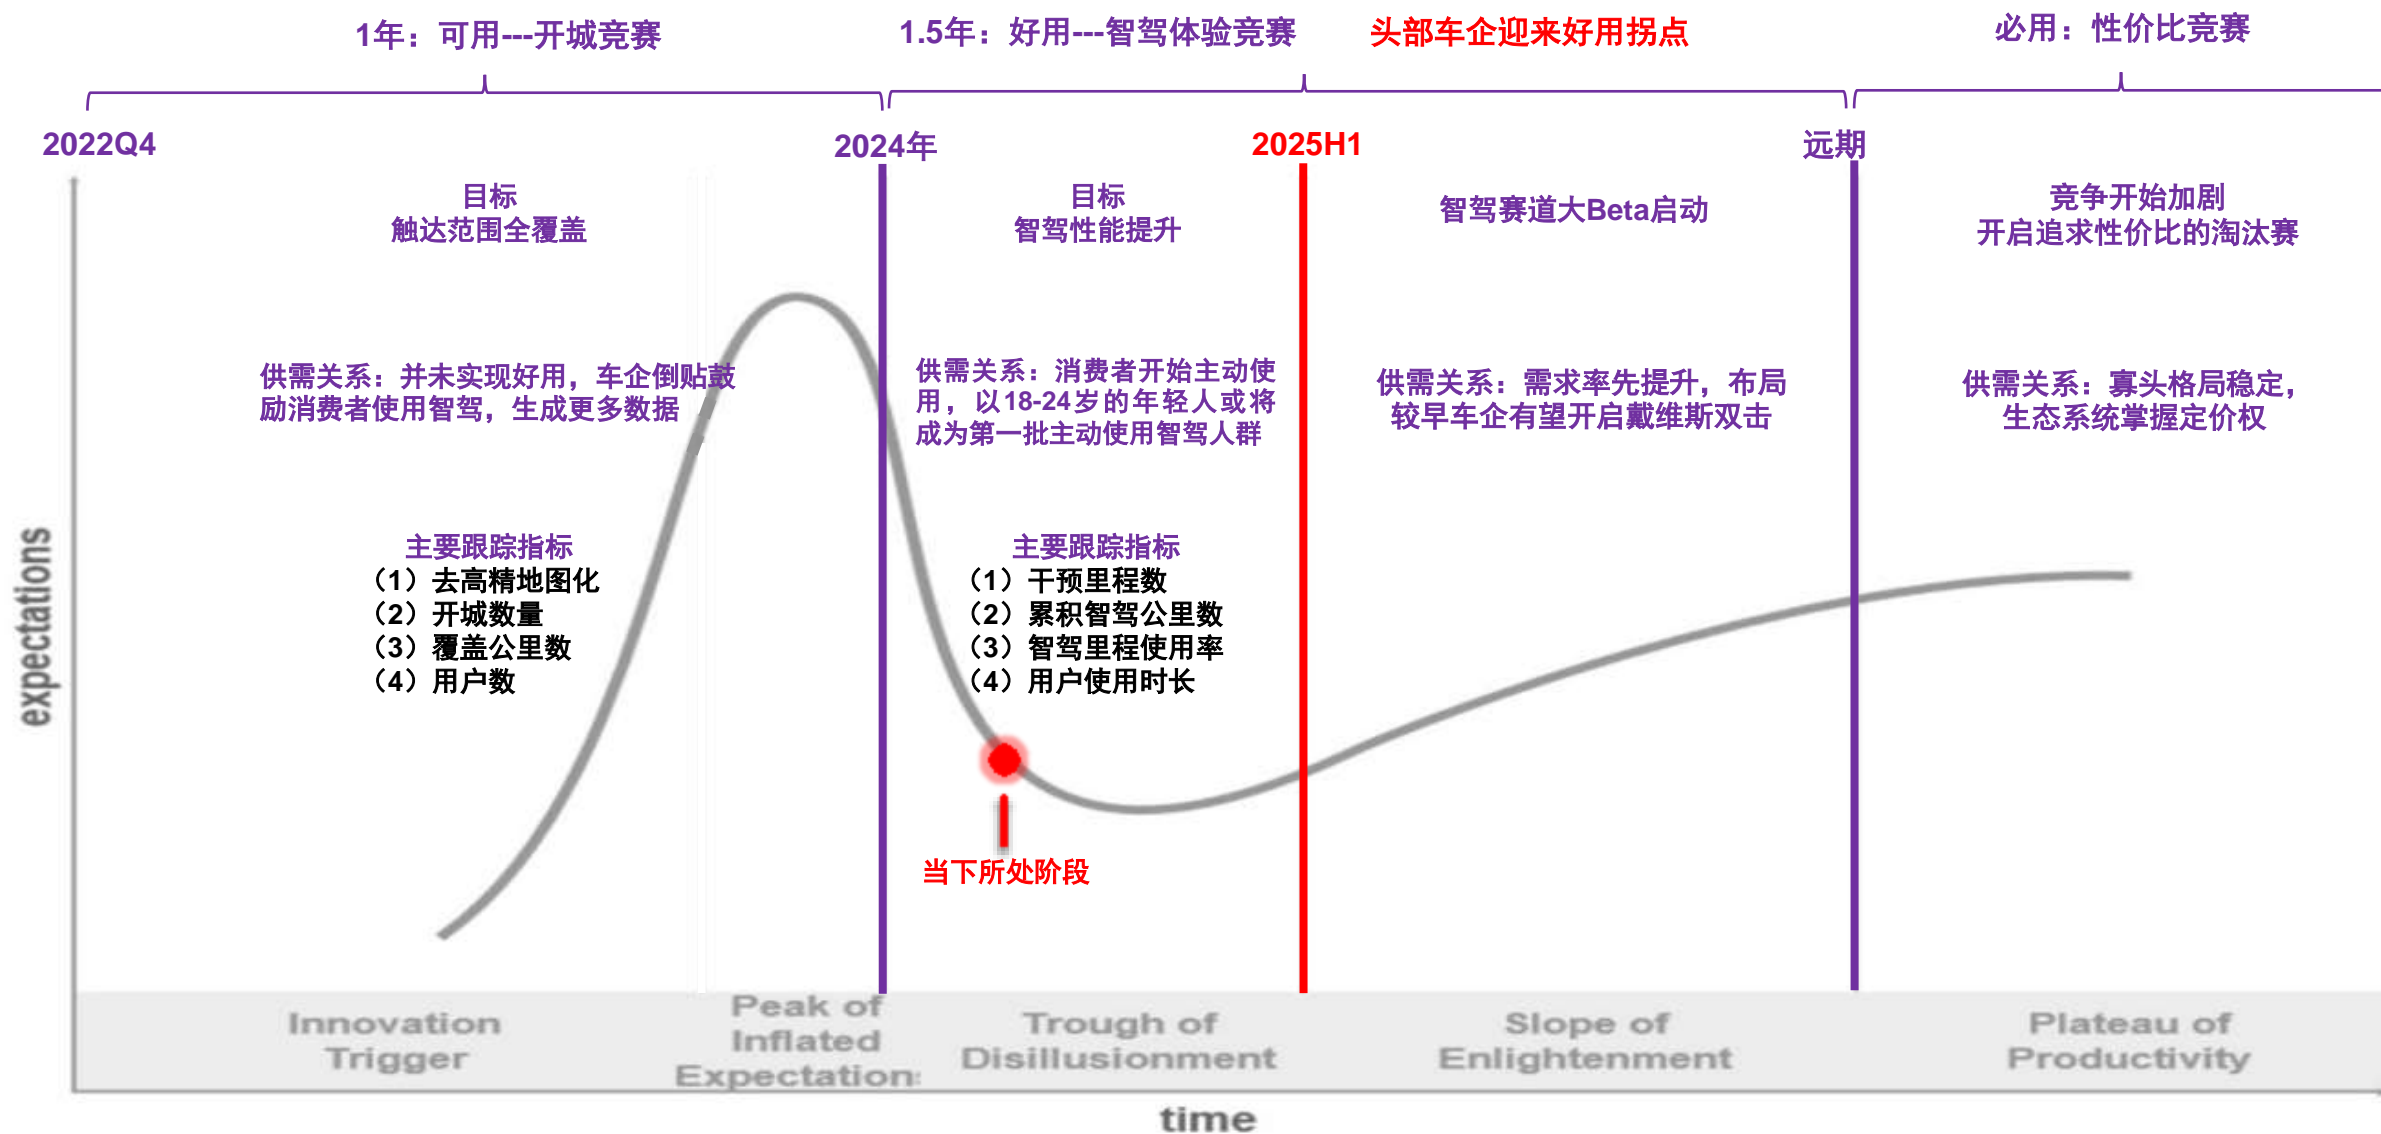 1年：可用---开城竞赛
1.5年：好用---智驾体验竞赛
头部车企迎来好用拐点
必用：性价比竞赛
2022Q4
2024年
2025H1
远期
目标
触达范围全覆盖
目标
智驾性能提升
智驾赛道大Beta启动
竞争开始加剧
开启追求性价比的淘汰赛
供需关系：并未实现好用，车企倒贴鼓
励消费者使用智驾，生成更多数据
供需关系：消费者开始主动使
用，以18-24岁的年轻人或将
成为第一批主动使用智驾人群
供需关系：需求率先提升，布局
较早车企有望开启戴维斯双击
供需关系：寡头格局稳定，
生态系统掌握定价权
主要跟踪指标
（1）去高精地图化
（2）开城数量
（3）覆盖公里数
（4）用户数
主要跟踪指标
（1）干预里程数
（2）累积智驾公里数
（3）智驾里程使用率
（4）用户使用时长
当下所处阶段
expectations
Innovation
Trigger
Peak of
Inflated
Expectation
Trough of
Disillusionment
Slope of
Enlightenment
Plateau of
Productivity
time